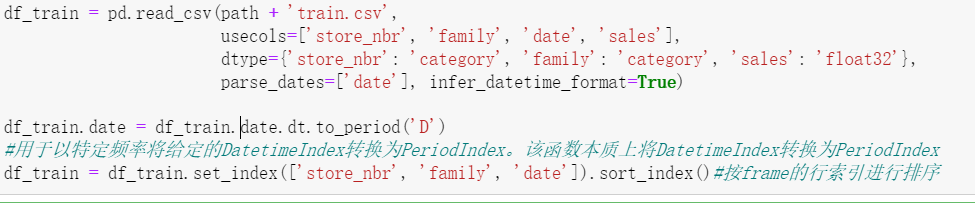 df_train = pd.read_csv(path + 'train.csv',
usecols=['store_nbr', 'family', 'date', 'sales'],
dtype={'store_nbr': 'category', 'family': 'category', 'sales': 'float32'},
parse_dates=['date'], infer_datetime_format=True)
df_train.date = df_train.date.dt.to_period('D')
#用于以特定频率将给定的DatetimeIndex转换为PeriodIndex。该函数本质上将DatetimeIndex转换为PeriodIndex
df_train = df_train.set_index(['store_nbr', 'family', 'date']).sort_index()#按frame的行索引进行排序